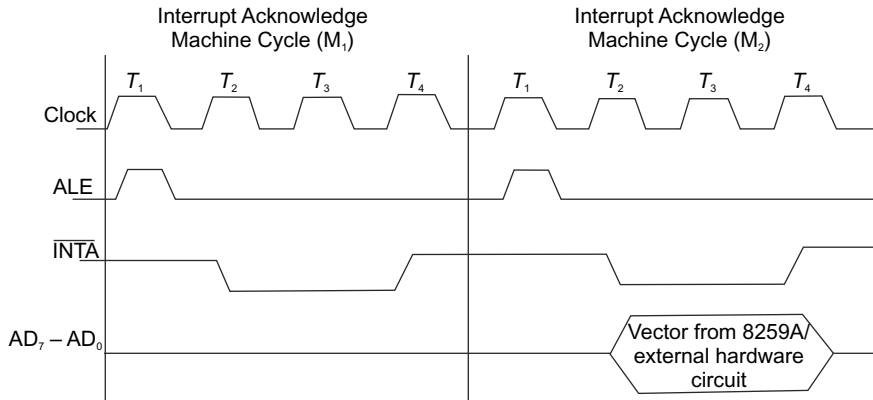 Interrupt Acknowledge
Machine Cycle (M₁)
Interrupt Acknowledge
Machine Cycle (M₂)
T₁ T₂ T₃ T₄ T₁ T₂ T₃ T₄
Clock
ALE
I̅N̅T̅A̅
AD₇ – AD₀
Vector from 8259A/
external hardware
circuit